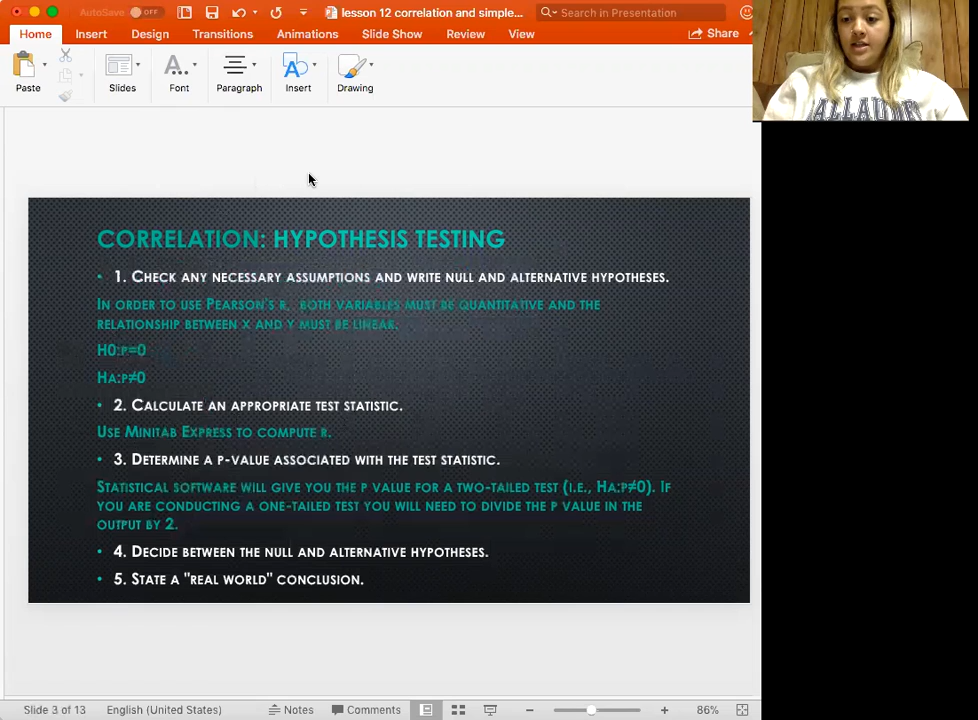 AutoSave OFF lesson 12 correlation and simple... Search in Presentation
Home Insert Design Transitions Animations Slide Show Review View Share
Paste Slides Font Paragraph Insert Drawing
CORRELATION: HYPOTHESIS TESTING
• 1. CHECK ANY NECESSARY ASSUMPTIONS AND WRITE NULL AND ALTERNATIVE HYPOTHESES.
IN ORDER TO USE PEARSON'S R, BOTH VARIABLES MUST BE QUANTITATIVE AND THE
RELATIONSHIP BETWEEN X AND Y MUST BE LINEAR.
H0:P=0
HA:P≠0
• 2. CALCULATE AN APPROPRIATE TEST STATISTIC.
USE MINITAB EXPRESS TO COMPUTE R.
• 3. DETERMINE A P-VALUE ASSOCIATED WITH THE TEST STATISTIC.
STATISTICAL SOFTWARE WILL GIVE YOU THE P VALUE FOR A TWO-TAILED TEST (I.E., HA:P≠0). IF
YOU ARE CONDUCTING A ONE-TAILED TEST YOU WILL NEED TO DIVIDE THE P VALUE IN THE
OUTPUT BY 2.
• 4. DECIDE BETWEEN THE NULL AND ALTERNATIVE HYPOTHESES.
• 5. STATE A "REAL WORLD" CONCLUSION.
Slide 3 of 13 English (United States) Notes Comments 86%